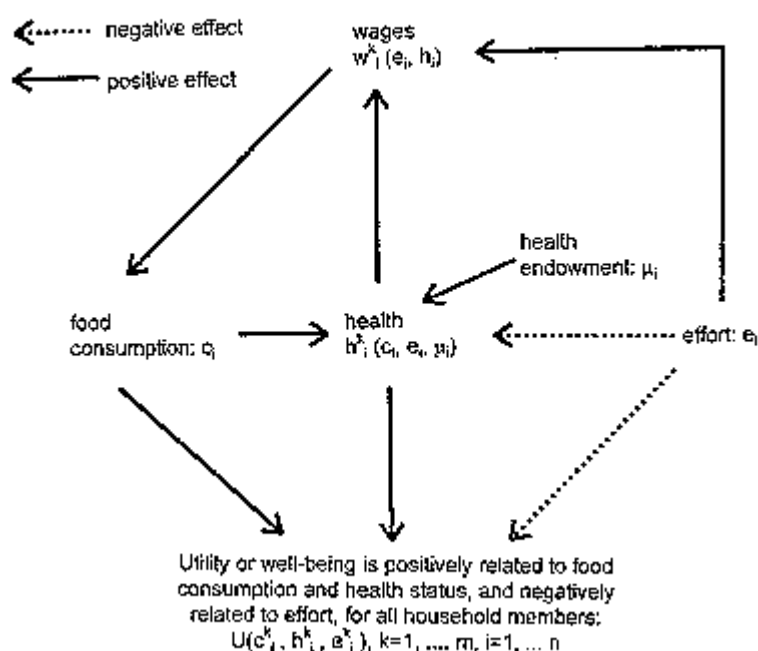 negative effect
positive effect
wages
w^k_i (e_i, h_i)
health
endowment: μ_i
food
consumption: c_i
health
h^k_i (c_i, e_i, μ_i)
effort: e_i
Utility or well-being is positively related to food
consumption and health status, and negatively
related to effort, for all household members:
U(c^k_i, h^k_i, e^k_i), k=1, .... m, i=1, ... n